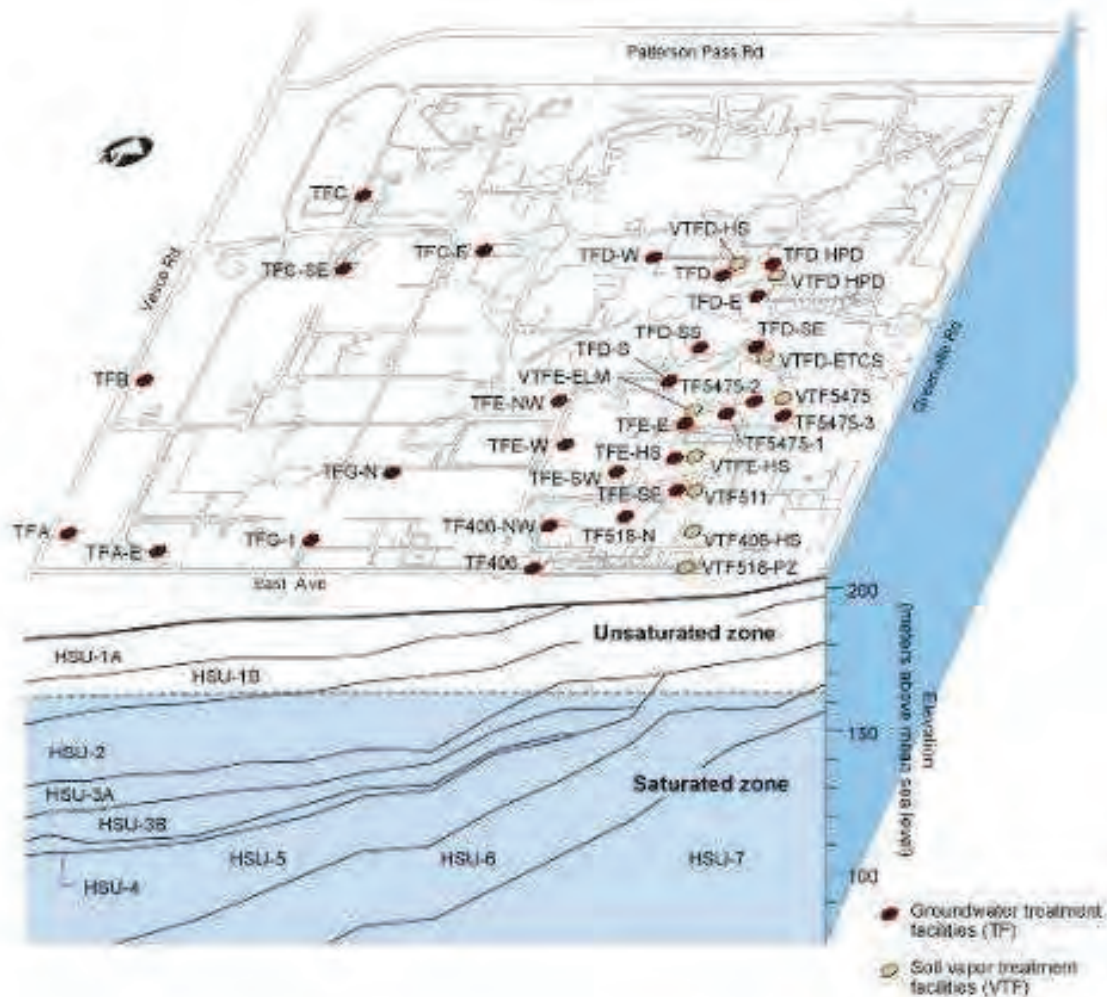 Patterson Pass Rd
Vasco Rd
Greenville Rd
East Ave
TFC
VTFD-HS
TFC-E
TFD-W
TFD HPD
TFC-SE
TFD
VTFD HPD
TFD-E
TFD-SS
TFD-SE
TFD-S
VTFD-ETCS
TFB
VTFE-ELM
TF5475-2
VTF5475
TFE-NW
TFE-E
TF5475-3
TFE-W
TF5475-1
TFE-HS
VTFE-HS
TFG-N
TFE-SW
TFE-SE
VTF511
TFA
TFA-E
TFG-1
TF406-NW
TF518-N
VTF406-HS
TF406
VTF518-PZ
200
Unsaturated zone
HSU-1A
HSU-1B
150
Elevation
(meters above mean sea level)
HSU-2
Saturated zone
HSU-3A
HSU-3B
HSU-5
HSU-6
HSU-7
HSU-4
100
Groundwater treatment
facilities (TF)
Soil vapor treatment
facilities (VTF)